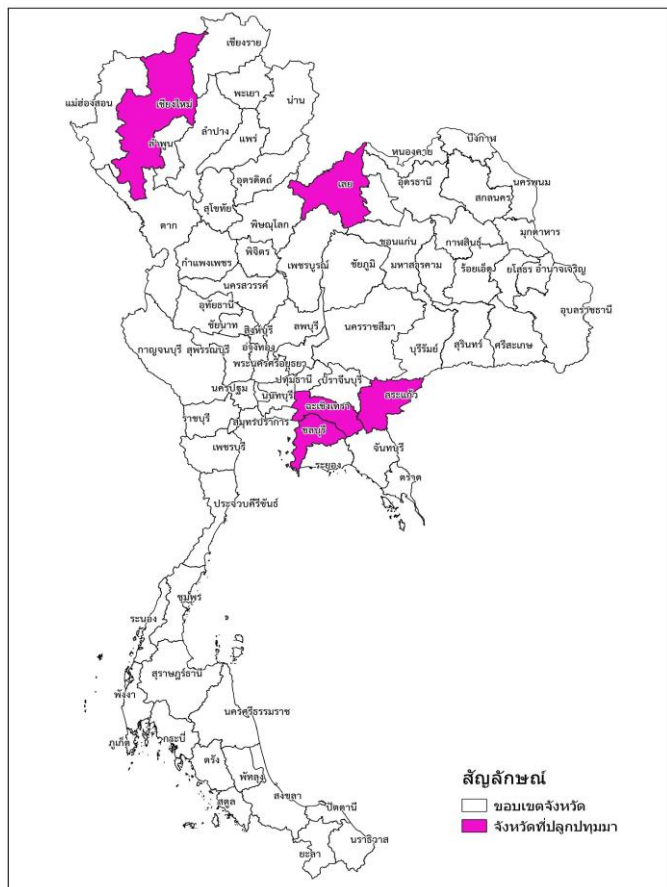 เชียงราย
แม่ฮ่องสอน
เชียงใหม่
พะเยา
น่าน
ลำปาง
แพร่
ลำพูน
อุตรดิตถ์
บึงกาฬ
หนองคาย
เลย
อุดรธานี
นครพนม
สกลนคร
สุโขทัย
ตาก
พิษณุโลก
มุกดาหาร
กำแพงเพชร
พิจิตร
เพชรบูรณ์
ขอนแก่น
กาฬสินธุ์
ชัยภูมิ
มหาสารคาม
ร้อยเอ็ด
ยโสธร
อำนาจเจริญ
นครสวรรค์
อุทัยธานี
ชัยนาท
สิงห์บุรี
ลพบุรี
นครราชสีมา
อุบลราชธานี
กาญจนบุรี
สุพรรณบุรี
อ่างทอง
พระนครศรีอยุธยา
บุรีรัมย์
สุรินทร์
ศรีสะเกษ
นครปฐม
ปทุมธานี
นนทบุรี
ปราจีนบุรี
สระแก้ว
ฉะเชิงเทรา
ราชบุรี
สมุทรปราการ
ชลบุรี
เพชรบุรี
ระยอง
จันทบุรี
ตราด
ประจวบคีรีขันธ์
ชุมพร
ระนอง
สุราษฎร์ธานี
พังงา
นครศรีธรรมราช
ภูเก็ต
กระบี่
ตรัง
พัทลุง
สตูล
สงขลา
ปัตตานี
นราธิวาส
ยะลา
สัญลักษณ์
ขอบเขตจังหวัด
จังหวัดที่ปลูกปทุมมา